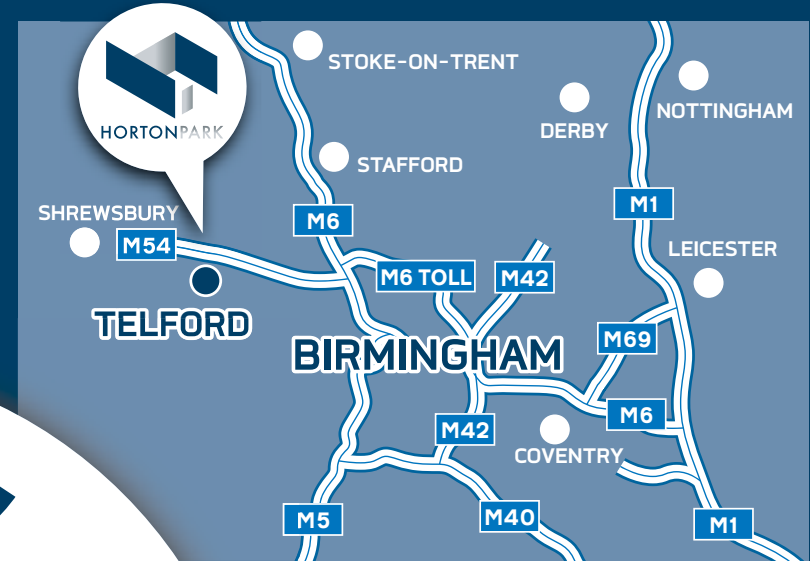 HORTONPARK
STOKE-ON-TRENT
NOTTINGHAM
DERBY
STAFFORD
SHREWSBURY
M6
M1
M54
LEICESTER
M6 TOLL
M42
TELFORD
BIRMINGHAM
M69
M6
M42
COVENTRY
M5
M40
M1